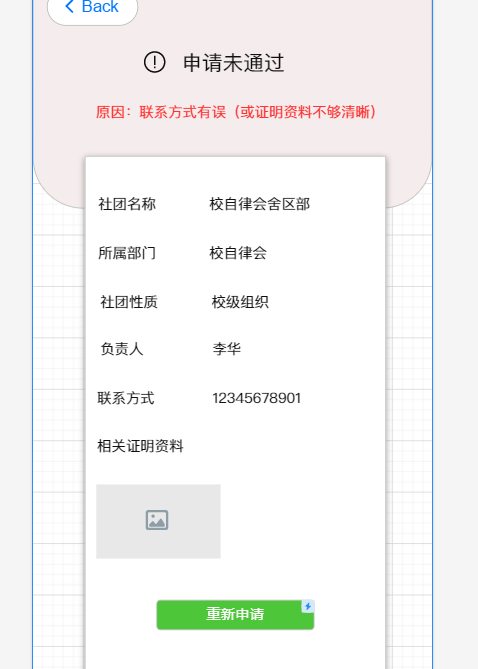 Back
申请未通过
原因：联系方式有误（或证明资料不够清晰）
社团名称 校自律会舍区部
所属部门 校自律会
社团性质 校级组织
负责人 李华
联系方式 12345678901
相关证明资料
重新申请